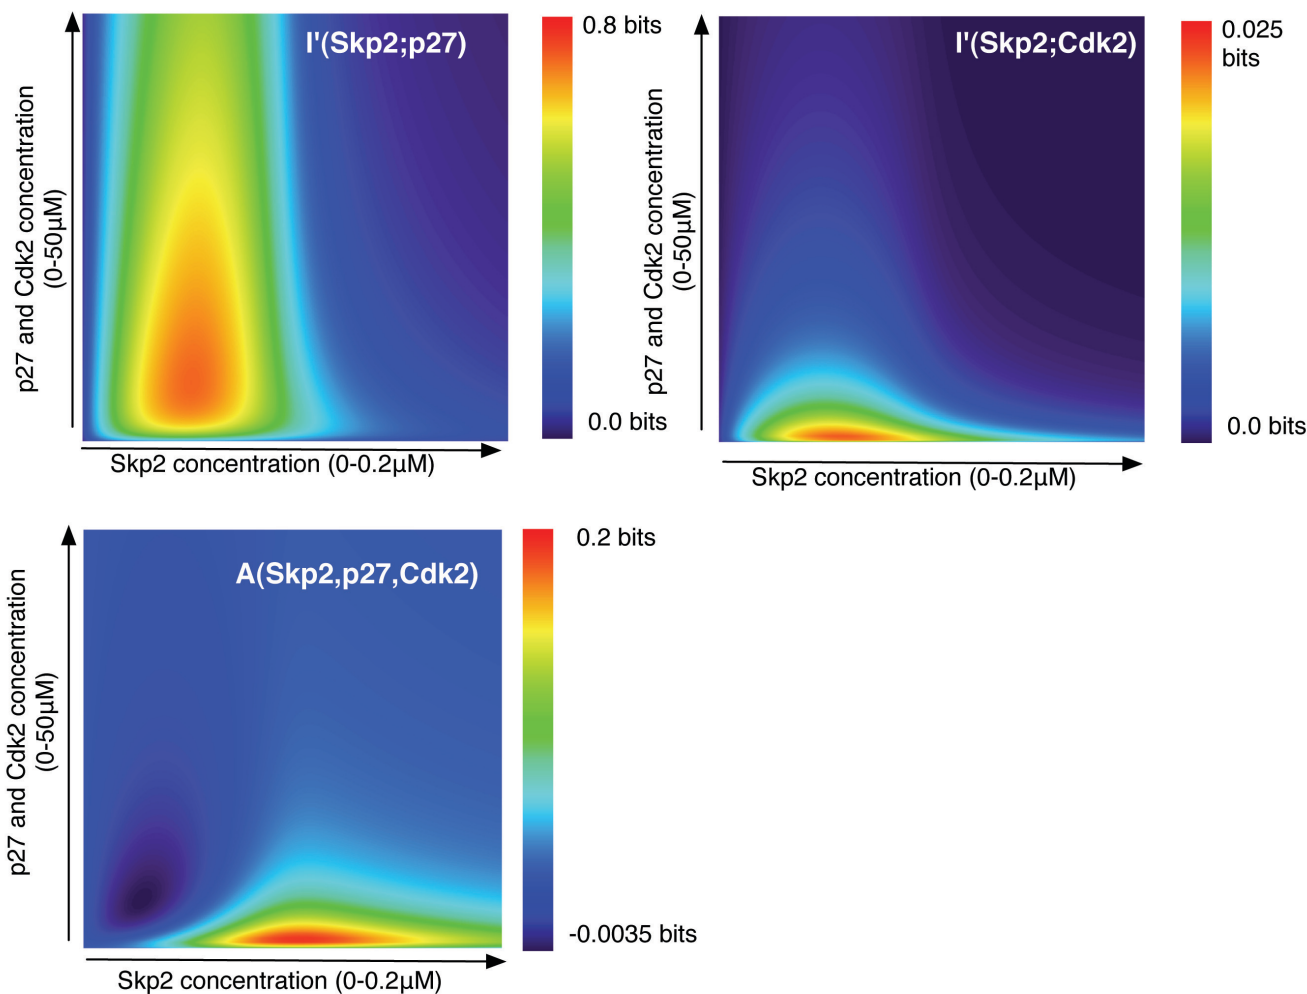 I'(Skp2;p27)
0.8 bits
0.0 bits
p27 and Cdk2 concentration
(0-50µM)
Skp2 concentration (0-0.2µM)
I'(Skp2;Cdk2)
0.025
bits
0.0 bits
p27 and Cdk2 concentration
(0-50µM)
Skp2 concentration (0-0.2µM)
A(Skp2,p27,Cdk2)
0.2 bits
-0.0035 bits
p27 and Cdk2 concentration
(0-50µM)
Skp2 concentration (0-0.2µM)